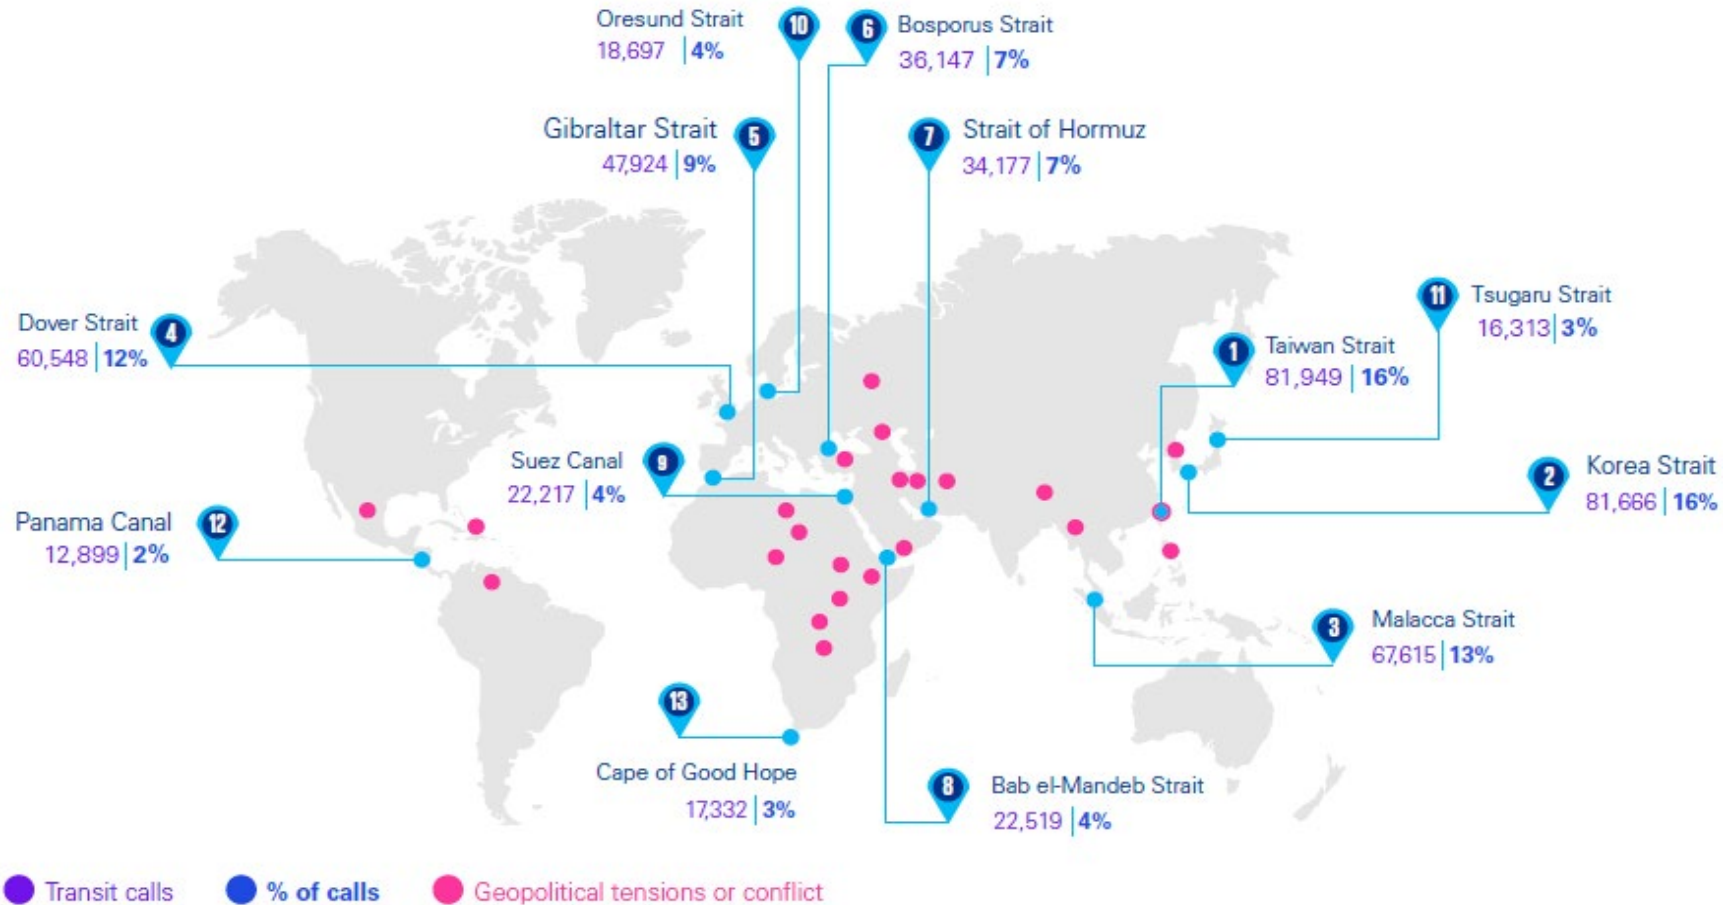 Oresund Strait
18,697 | 4%
10
6
Bosporus Strait
36,147 | 7%
Gibraltar Strait
47,924 | 9%
5
7
Strait of Hormuz
34,177 | 7%
Dover Strait
60,548 | 12%
4
11
Tsugaru Strait
16,313 | 3%
1
Taiwan Strait
81,949 | 16%
Suez Canal
22,217 | 4%
9
2
Korea Strait
81,666 | 16%
Panama Canal
12,899 | 2%
12
3
Malacca Strait
67,615 | 13%
13
Cape of Good Hope
17,332 | 3%
8
Bab el-Mandeb Strait
22,519 | 4%
Transit calls
% of calls
Geopolitical tensions or conflict